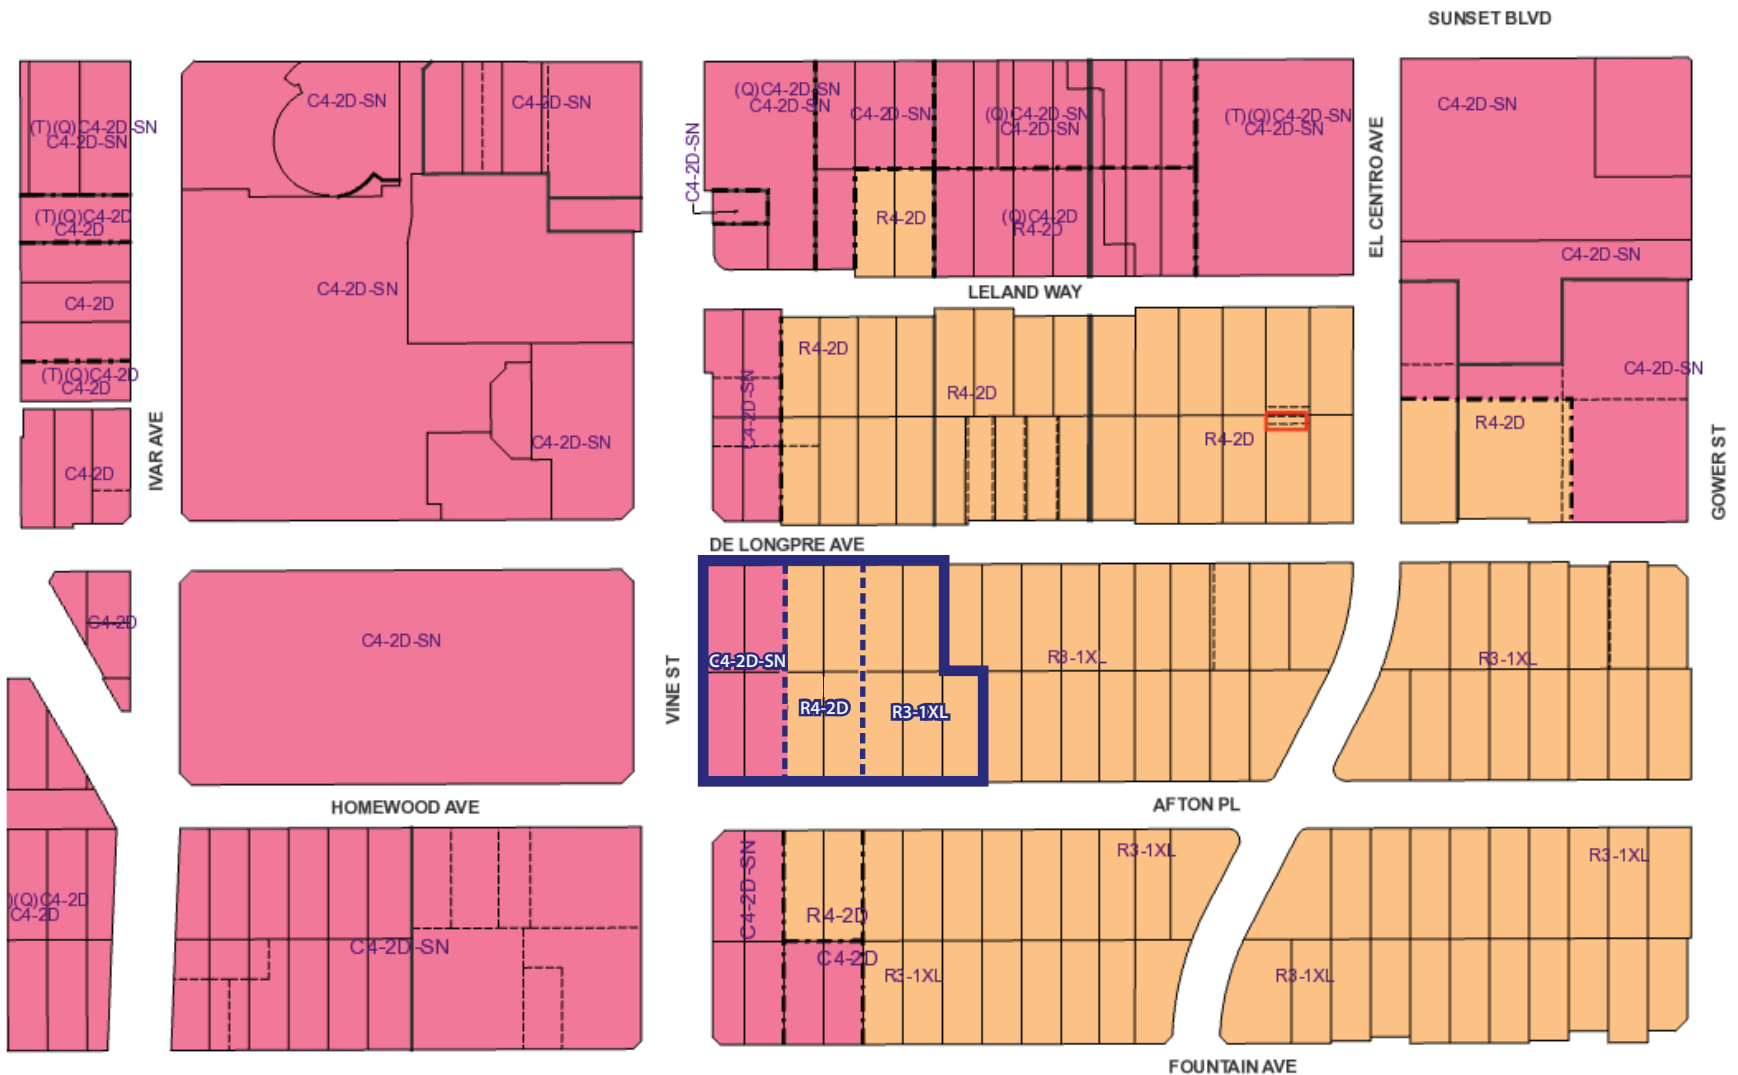 SUNSET BLVD
(T)(Q)C4-2D-SN
C4-2D-SN
C4-2D-SN
C4-2D-SN
(Q)C4-2D-SN
C4-2D-SN
C4-2D-SN
(Q)C4-2D-SN
C4-2D-SN
(T)(Q)C4-2D-SN
C4-2D-SN
C4-2D-SN
C4-2D-SN
EL CENTRO AVE
(T)(Q)C4-2D
C4-2D
R4-2D
(Q)C4-2D
R4-2D
C4-2D-SN
C4-2D
C4-2D-SN
LELAND WAY
(T)(Q)C4-2D
C4-2D
R4-2D
R4-2D
C4-2D-SN
C4-2D-SN
C4-2D
IVAR AVE
C4-2D-SN
R4-2D
R4-2D
GOWER ST
DE LONGPRE AVE
C4-2D
C4-2D-SN
VINE ST
C4-2D-SN
R4-2D
R3-1XL
R3-1XL
R3-1XL
HOMEWOOD AVE
AFTON PL
)(Q)C4-2D
C4-2D
C4-2D-SN
C4-2D-SN
R4-2D
C4-2D
R3-1XL
R3-1XL
R3-1XL
R3-1XL
FOUNTAIN AVE